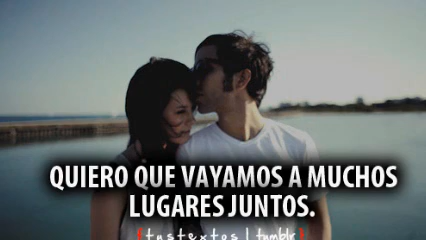 QUIERO QUE VAYAMOS A MUCHOS
LUGARES JUNTOS.
| tustextos | tumblr |